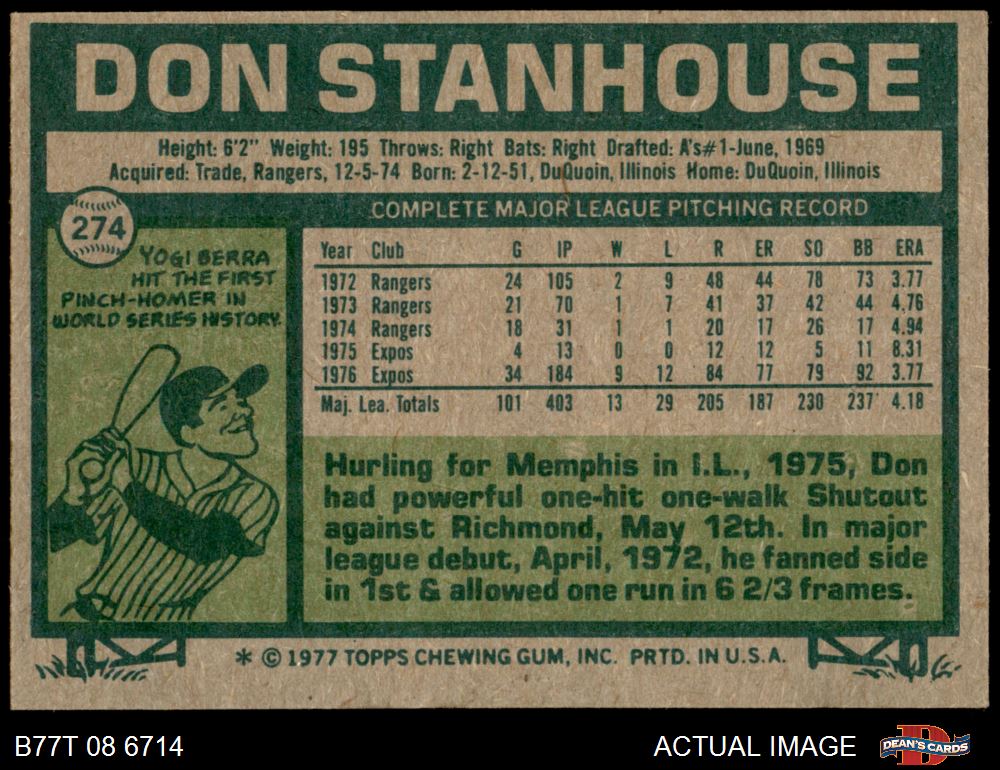 DON STANHOUSE
Height: 6'2" Weight: 195 Throws: Right Bats: Right Drafted: A's#1-June, 1969
Acquired: Trade, Rangers, 12-5-74 Born: 2-12-51, DuQuoin, Illinois Home: DuQuoin, Illinois
274
YOGI BERRA
HIT THE FIRST
PINCH-HOMER IN
WORLD SERIES HISTORY.
COMPLETE MAJOR LEAGUE PITCHING RECORD
Year Club G IP W L R ER SO BB ERA
1972 Rangers 24 105 2 9 48 44 78 73 3.77
1973 Rangers 21 70 1 7 41 37 42 44 4.76
1974 Rangers 18 31 1 1 20 17 26 17 4.94
1975 Expos 4 13 0 0 12 12 5 11 8.31
1976 Expos 34 184 9 12 84 77 79 92 3.77
Maj. Lea. Totals 101 403 13 29 205 187 230 237 4.18
Hurling for Memphis in I.L., 1975, Don
had powerful one-hit one-walk Shutout
against Richmond, May 12th. In major
league debut, April, 1972, he fanned side
in 1st & allowed one run in 6 2/3 frames.
* © 1977 TOPPS CHEWING GUM, INC. PRTD. IN U.S.A.
B77T 08 6714
ACTUAL IMAGE
D
DEAN'S CARDS